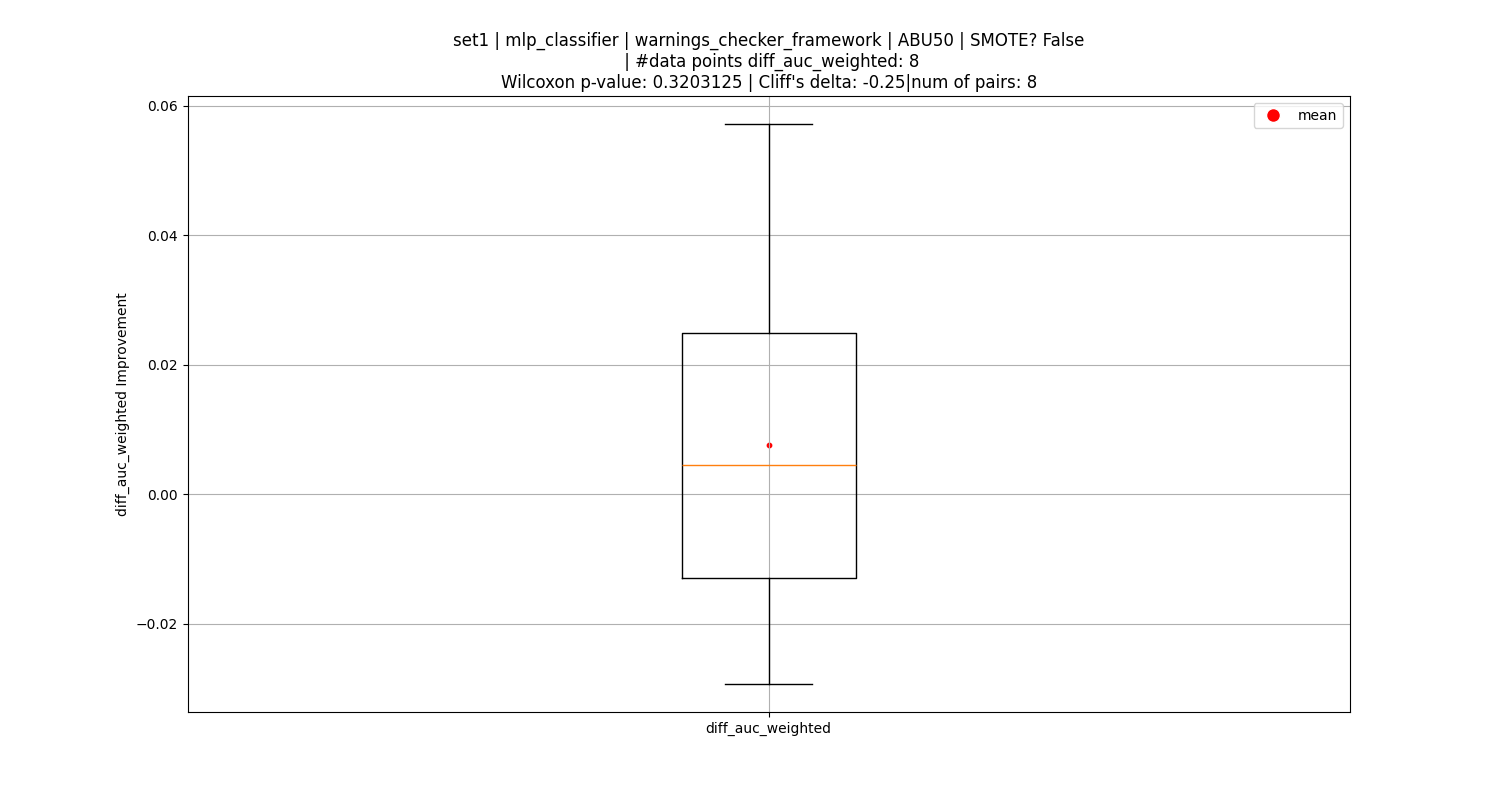 set1 | mlp_classifier | warnings_checker_framework | ABU50 | SMOTE? False
| #data points diff_auc_weighted: 8
Wilcoxon p-value: 0.3203125 | Cliff's delta: -0.25|num of pairs: 8
mean
0.06
0.04
0.02
0.00
−0.02
diff_auc_weighted Improvement
diff_auc_weighted